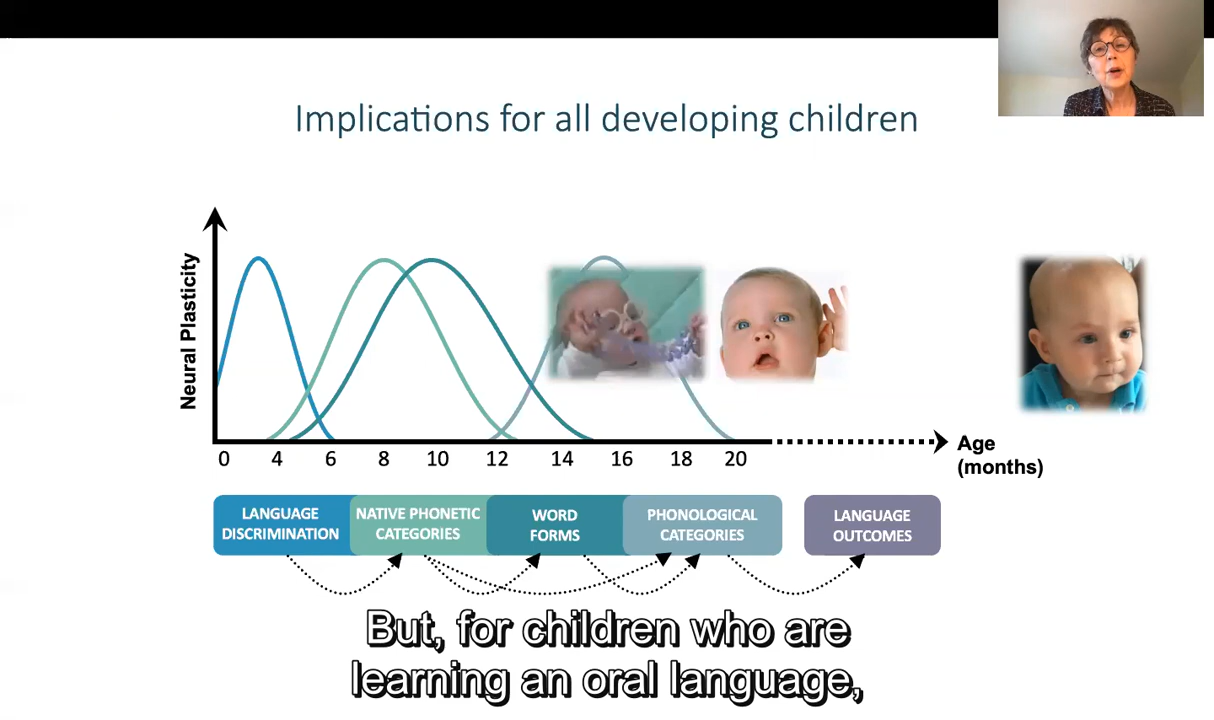 Implications for all developing children
Neural Plasticity
0 4 6 8 10 12 14 16 18 20
Age
(months)
LANGUAGE
DISCRIMINATION
NATIVE PHONETIC
CATEGORIES
WORD
FORMS
PHONOLOGICAL
CATEGORIES
LANGUAGE
OUTCOMES
But, for children who are
learning an oral language,